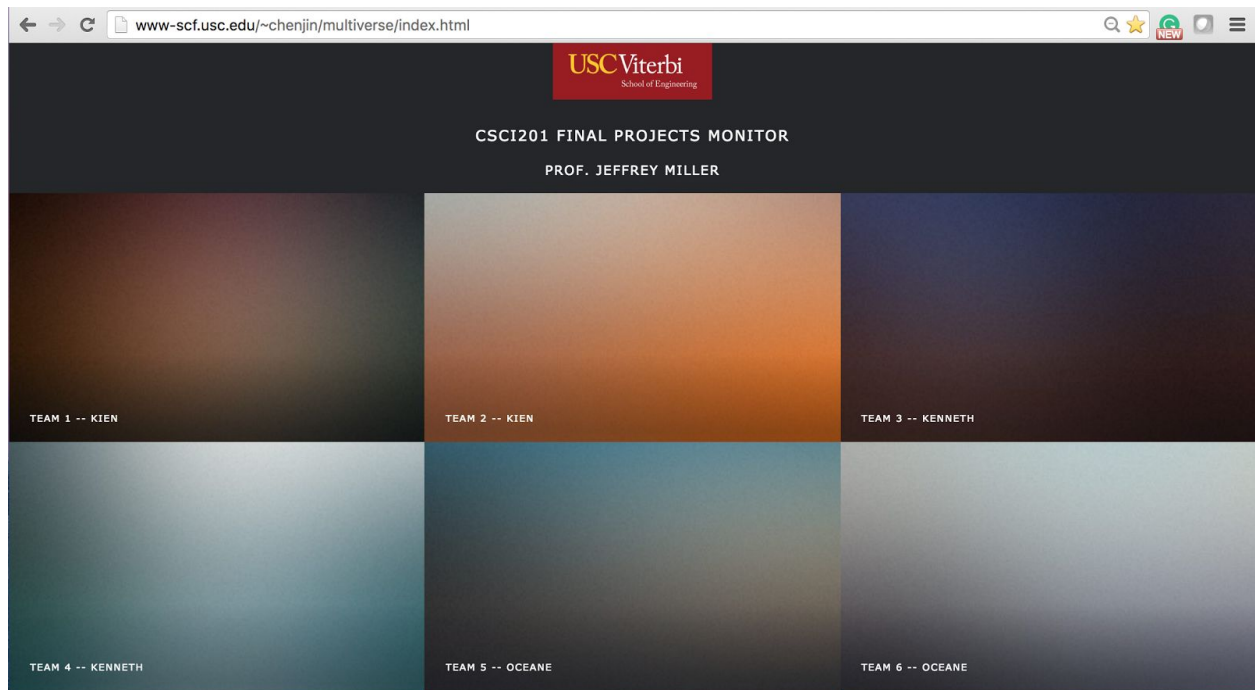 www-scf.usc.edu/~chenjin/multiverse/index.html
NEW
USC Viterbi
School of Engineering
CSCI201 FINAL PROJECTS MONITOR
PROF. JEFFREY MILLER
TEAM 1 -- KIEN
TEAM 2 -- KIEN
TEAM 3 -- KENNETH
TEAM 4 -- KENNETH
TEAM 5 -- OCEANE
TEAM 6 -- OCEANE